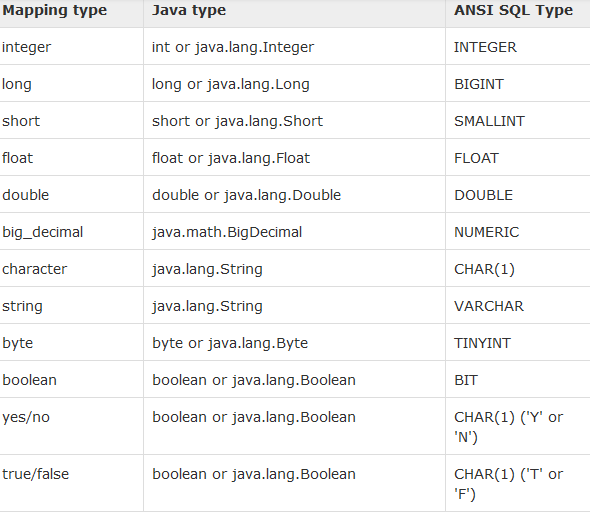 Mapping type Java type ANSI SQL Type
integer int or java.lang.Integer INTEGER
long long or java.lang.Long BIGINT
short short or java.lang.Short SMALLINT
float float or java.lang.Float FLOAT
double double or java.lang.Double DOUBLE
big_decimal java.math.BigDecimal NUMERIC
character java.lang.String CHAR(1)
string java.lang.String VARCHAR
byte byte or java.lang.Byte TINYINT
boolean boolean or java.lang.Boolean BIT
yes/no boolean or java.lang.Boolean CHAR(1) ('Y' or
'N')
true/false boolean or java.lang.Boolean CHAR(1) ('T' or
'F')